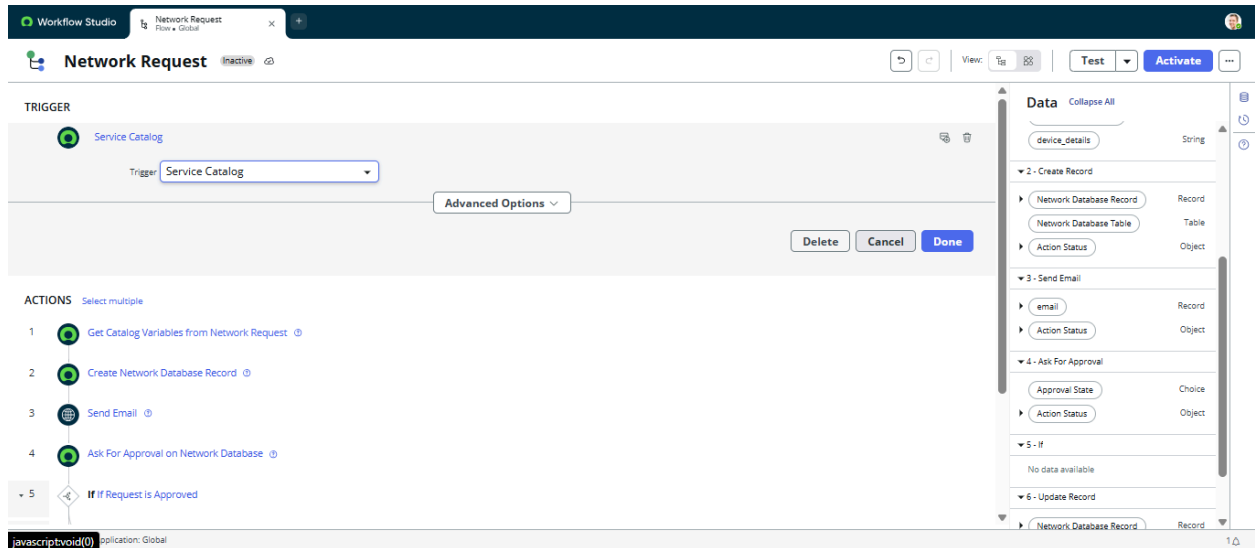 Workflow Studio
Network Request
Flow • Global
Network Request Inactive
View:
Test
Activate
TRIGGER
Service Catalog
Trigger Service Catalog
Advanced Options
Delete Cancel Done
ACTIONS Select multiple
1 Get Catalog Variables from Network Request
2 Create Network Database Record
3 Send Email
4 Ask For Approval on Network Database
5 If If Request is Approved
Data Collapse All
device_details String
2 - Create Record
Network Database Record Record
Network Database Table Table
Action Status Object
3 - Send Email
email Record
Action Status Object
4 - Ask For Approval
Approval State Choice
Action Status Object
5 - If
No data available
6 - Update Record
Network Database Record Record
javascript:void(0) pplication: Global
1